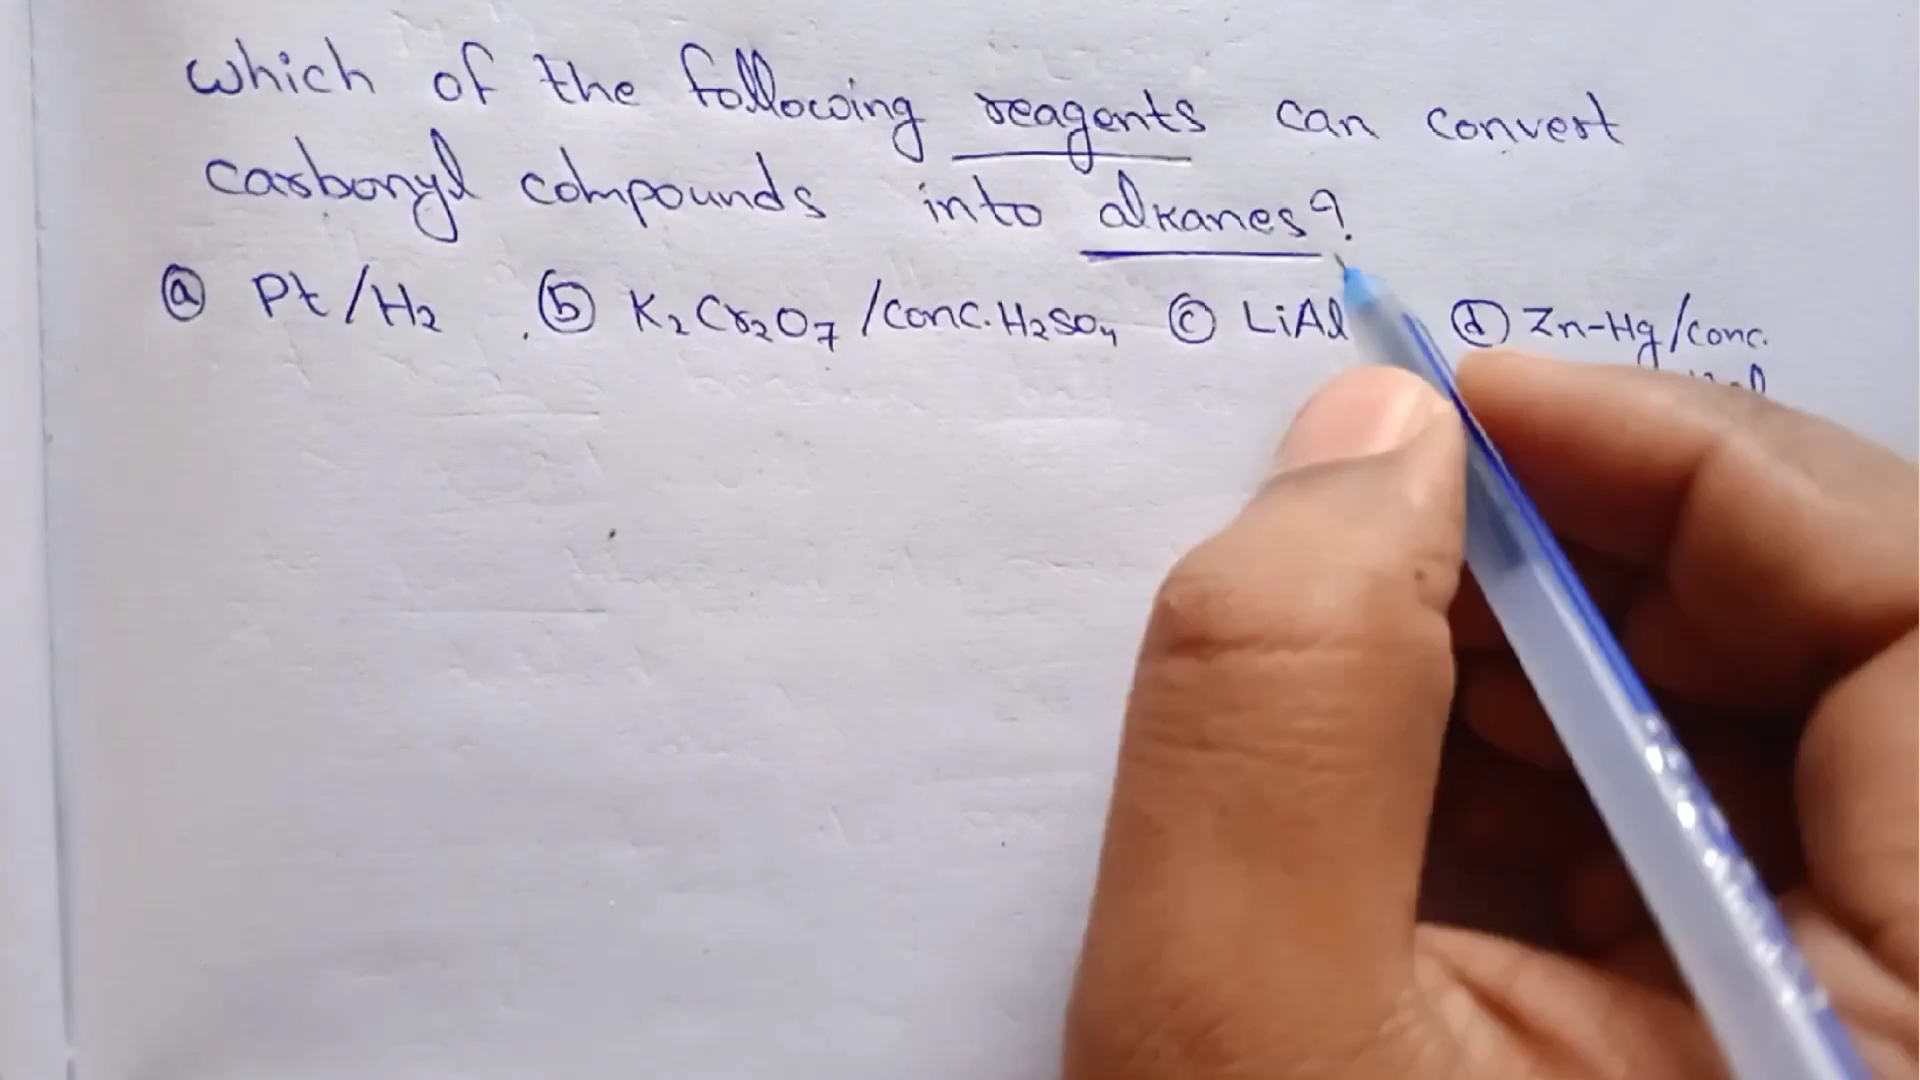 which of the following reagents can convert
carbonyl compounds into alkanes?
ⓐ Pt/H₂ ⓑ K₂Cr₂O₇/conc.H₂SO₄ ⓒ LiAl ⓓ Zn-Hg/conc.